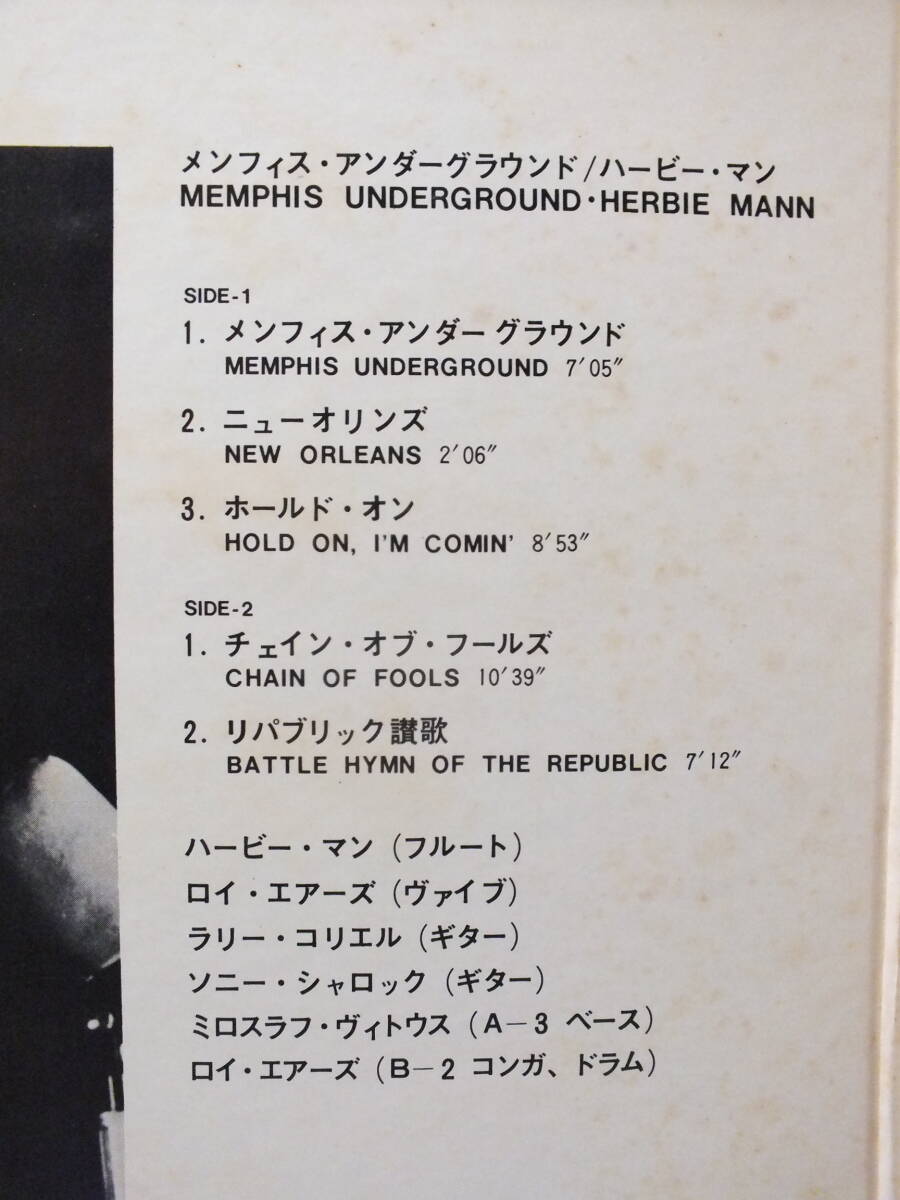 メンフィス・アンダーグラウンド/ハービー・マン
MEMPHIS UNDERGROUND・HERBIE MANN
SIDE-1
1. メンフィス・アンダーグラウンド
MEMPHIS UNDERGROUND 7′05″
2. ニューオリンズ
NEW ORLEANS 2′06″
3. ホールド・オン
HOLD ON, I'M COMIN' 8′53″
SIDE-2
1. チェイン・オブ・フールズ
CHAIN OF FOOLS 10′39″
2. リパブリック讃歌
BATTLE HYMN OF THE REPUBLIC 7′12″
ハービー・マン (フルート)
ロイ・エアーズ (ヴァイブ)
ラリー・コリエル (ギター)
ソニー・シャロック (ギター)
ミロスラフ・ヴィトウス (A－3 ベース)
ロイ・エアーズ (B－2 コンガ、ドラム)